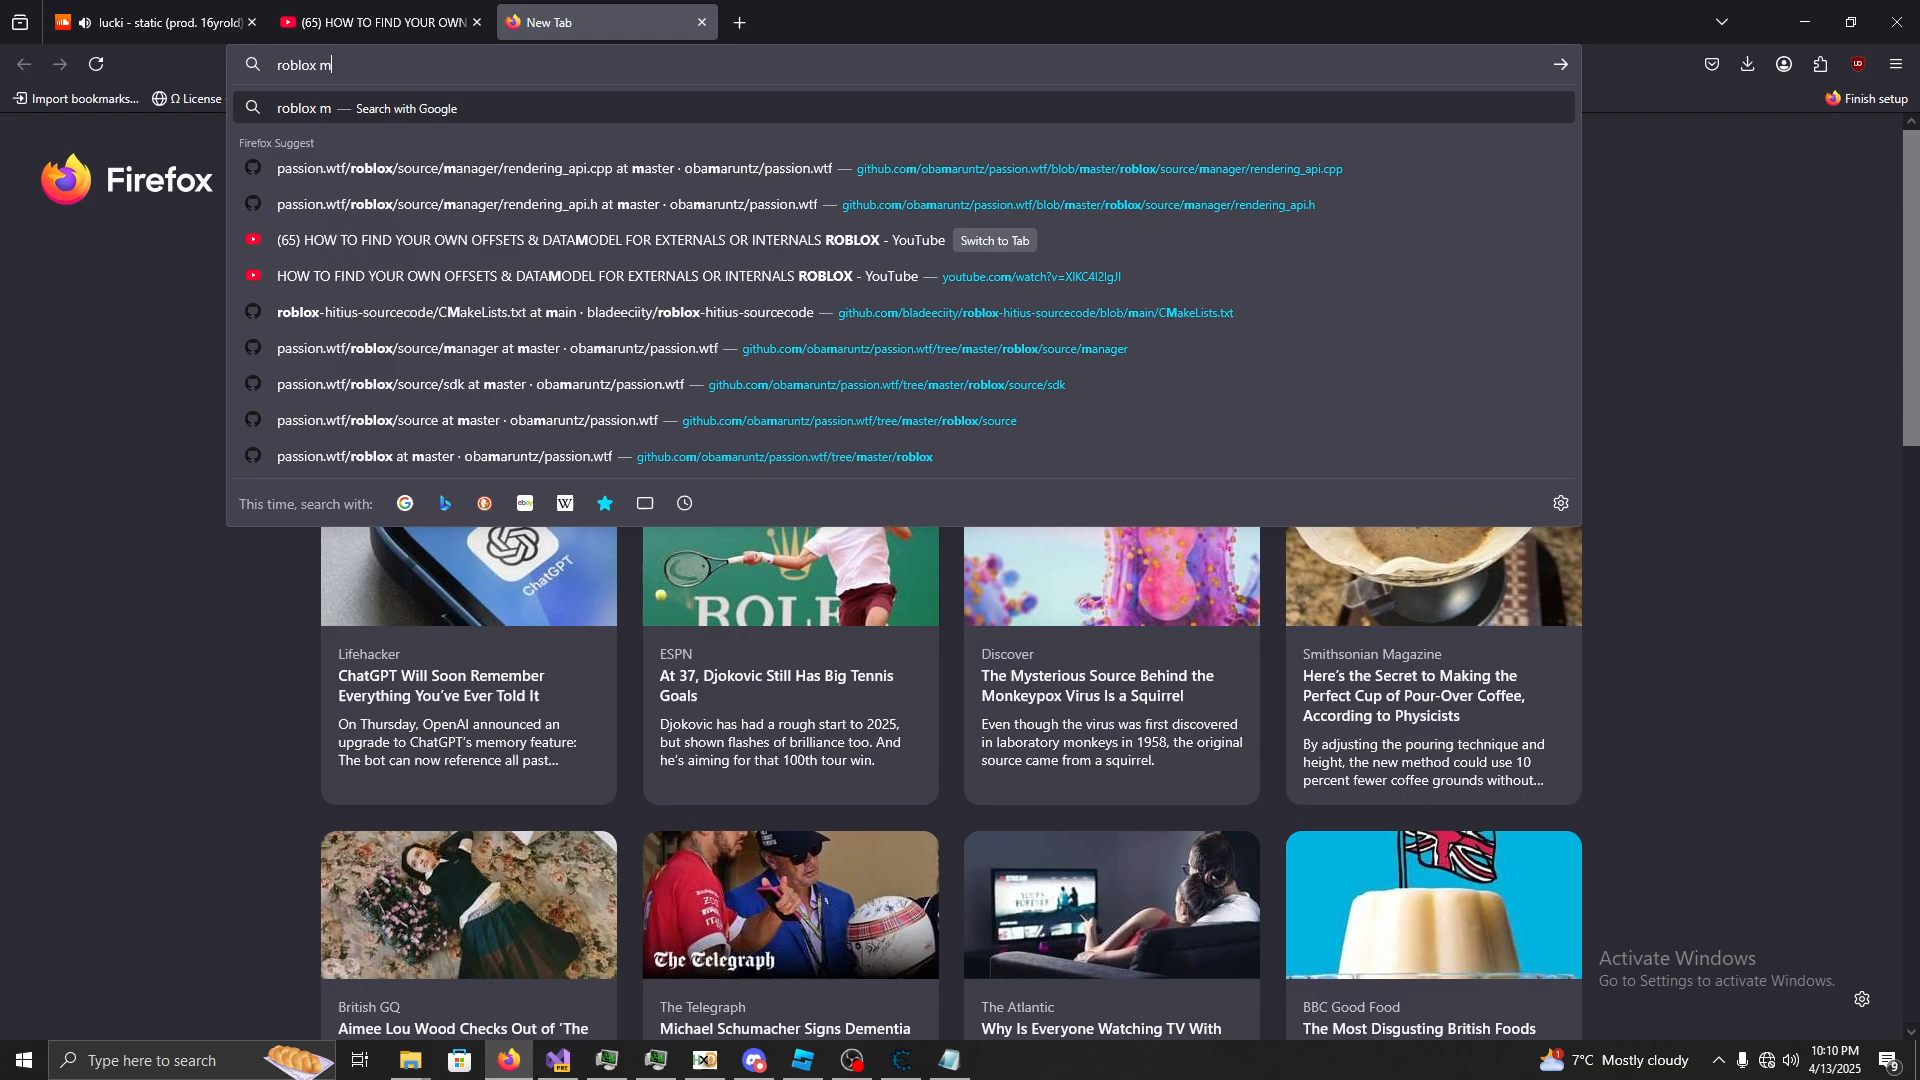 lucki - static (prod. 16yrold)
(65) HOW TO FIND YOUR OWN
New Tab
roblox m
Import bookmarks...
Ω License
Finish setup
roblox m — Search with Google
Firefox Suggest
passion.wtf/roblox/source/manager/rendering_api.cpp at master · obamaruntz/passion.wtf — github.com/obamaruntz/passion.wtf/blob/master/roblox/source/manager/rendering_api.cpp
passion.wtf/roblox/source/manager/rendering_api.h at master · obamaruntz/passion.wtf — github.com/obamaruntz/passion.wtf/blob/master/roblox/source/manager/rendering_api.h
(65) HOW TO FIND YOUR OWN OFFSETS & DATAMODEL FOR EXTERNALS OR INTERNALS ROBLOX - YouTube Switch to Tab
HOW TO FIND YOUR OWN OFFSETS & DATAMODEL FOR EXTERNALS OR INTERNALS ROBLOX - YouTube — youtube.com/watch?v=XlKC4I2lgJI
roblox-hitius-sourcecode/CMakeLists.txt at main · bladeeciity/roblox-hitius-sourcecode — github.com/bladeeciity/roblox-hitius-sourcecode/blob/main/CMakeLists.txt
passion.wtf/roblox/source/manager at master · obamaruntz/passion.wtf — github.com/obamaruntz/passion.wtf/tree/master/roblox/source/manager
passion.wtf/roblox/source/sdk at master · obamaruntz/passion.wtf — github.com/obamaruntz/passion.wtf/tree/master/roblox/source/sdk
passion.wtf/roblox/source at master · obamaruntz/passion.wtf — github.com/obamaruntz/passion.wtf/tree/master/roblox/source
passion.wtf/roblox at master · obamaruntz/passion.wtf — github.com/obamaruntz/passion.wtf/tree/master/roblox
This time, search with:
Firefox
ChatGPT
ROLE
Lifehacker
ChatGPT Will Soon Remember
Everything You've Ever Told It
On Thursday, OpenAI announced an
upgrade to ChatGPT's memory feature:
The bot can now reference all past...
ESPN
At 37, Djokovic Still Has Big Tennis
Goals
Djokovic has had a rough start to 2025,
but shown flashes of brilliance too. And
he's aiming for that 100th tour win.
Discover
The Mysterious Source Behind the
Monkeypox Virus Is a Squirrel
Even though the virus was first discovered
in laboratory monkeys in 1958, the original
source came from a squirrel.
Smithsonian Magazine
Here's the Secret to Making the
Perfect Cup of Pour-Over Coffee,
According to Physicists
By adjusting the pouring technique and
height, the new method could use 10
percent fewer coffee grounds without...
The Telegraph
British GQ
Aimee Lou Wood Checks Out of 'The
The Telegraph
Michael Schumacher Signs Dementia
The Atlantic
Why Is Everyone Watching TV With
BBC Good Food
The Most Disgusting British Foods
Activate Windows
Go to Settings to activate Windows.
Type here to search
7°C Mostly cloudy
10:10 PM
4/13/2025
9